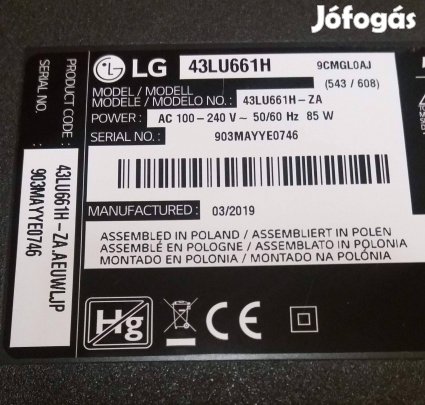 Jófogás
LG 43LU661H 9CMGL0AJ
(543 / 608)
MODEL / MODELL
MODELE / MODELO NO. : 43LU661H-ZA
POWER : AC 100-240 V~ 50/60 Hz 85 W
SERIAL NO. : 903MAYYE0746
MANUFACTURED : 03/2019
ASSEMBLED IN POLAND / ASSEMBLIERT IN POLEN
ASSEMBLÉ EN POLOGNE / ASSEMBLATO IN POLONIA
MONTADO EN POLONIA / MONTADO NA POLÓNIA
Hg
CE
PRODUCT CODE : 43LU661H-ZA.AEUWLJP
SERIAL NO. : 903MAYYE0746